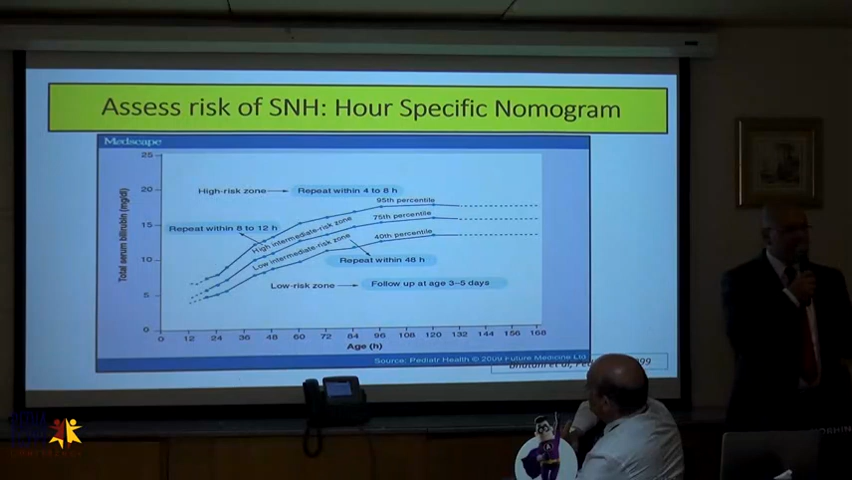 Assess risk of SNH: Hour Specific Nomogram
Medscape
25
20
15
10
5
0
Total serum bilirubin (mg/dl)
High-risk zone
Repeat within 4 to 8 h
95th percentile
Repeat within 8 to 12 h
High intermediate-risk zone
75th percentile
Low intermediate-risk zone
40th percentile
Repeat within 48 h
Low-risk zone
Follow up at age 3–5 days
0 12 24 36 48 60 72 84 96 108 120 132 144 156 168
Age (h)
Source: Pediatr Health © 2009 Future Medicine Ltd